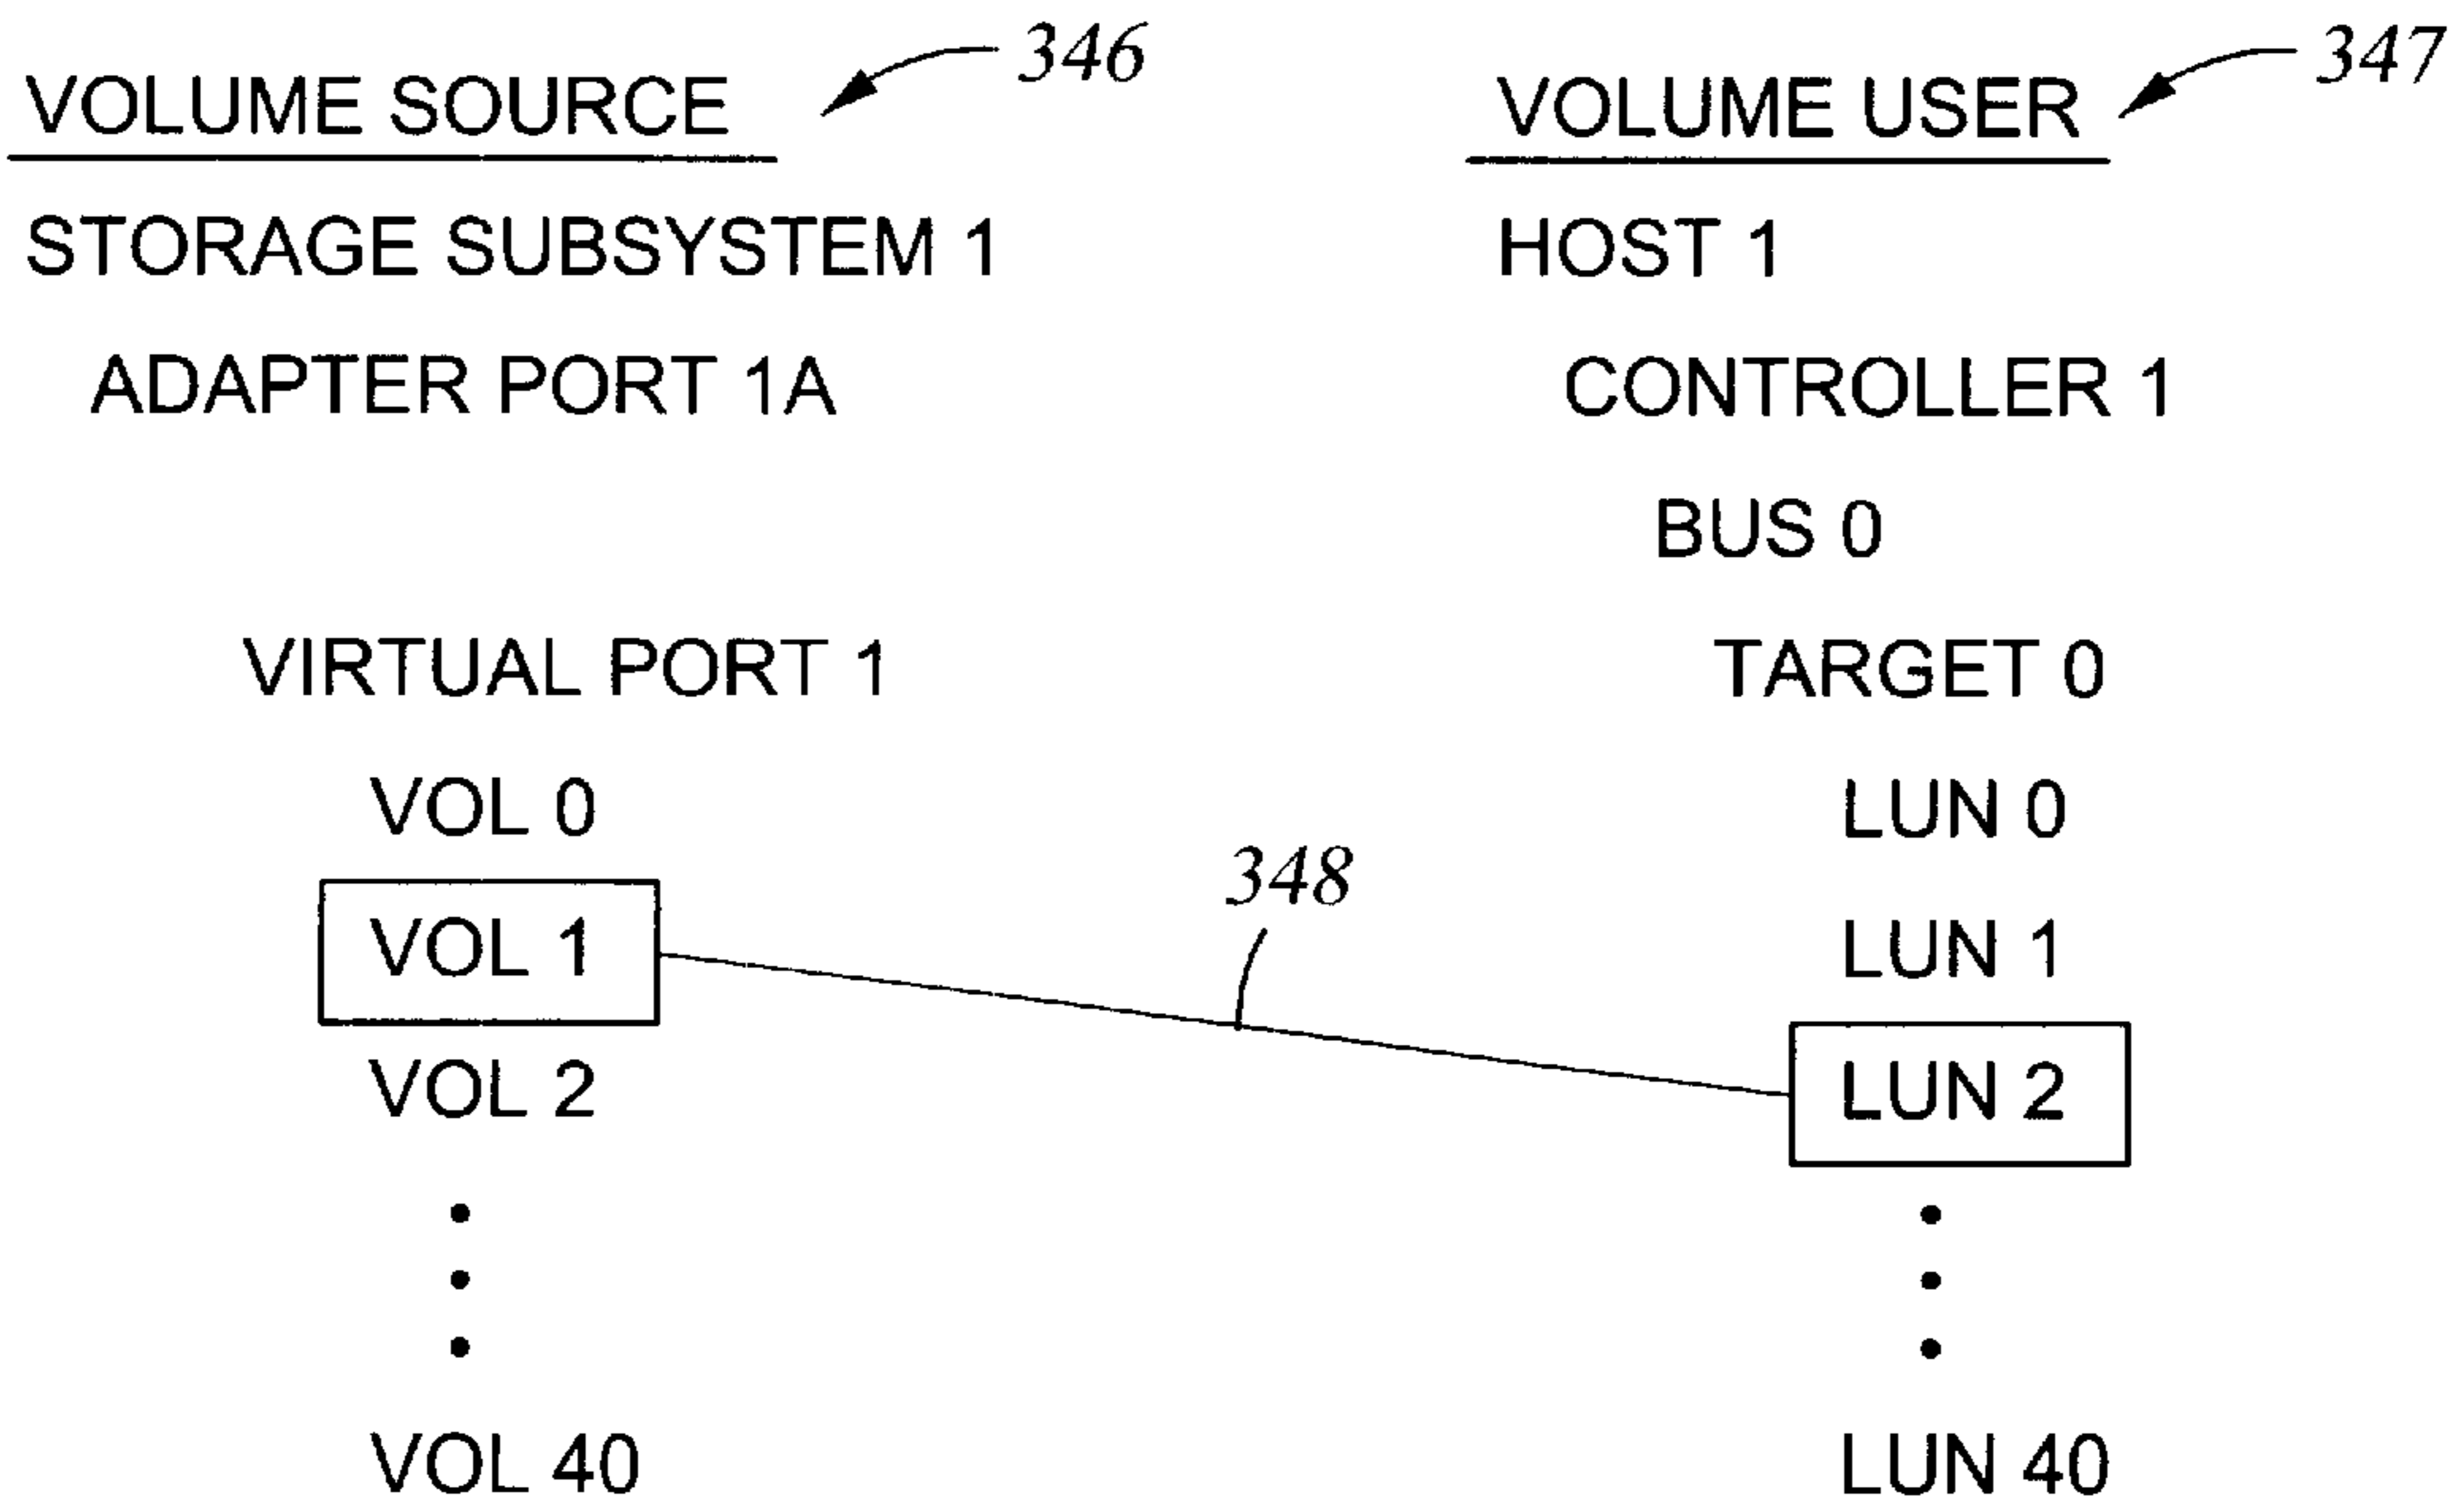 346
VOLUME SOURCE
STORAGE SUBSYSTEM 1
ADAPTER PORT 1A
VIRTUAL PORT 1
VOL 0
VOL 1
VOL 2
VOL 40
348
347
VOLUME USER
HOST 1
CONTROLLER 1
BUS 0
TARGET 0
LUN 0
LUN 1
LUN 2
LUN 40